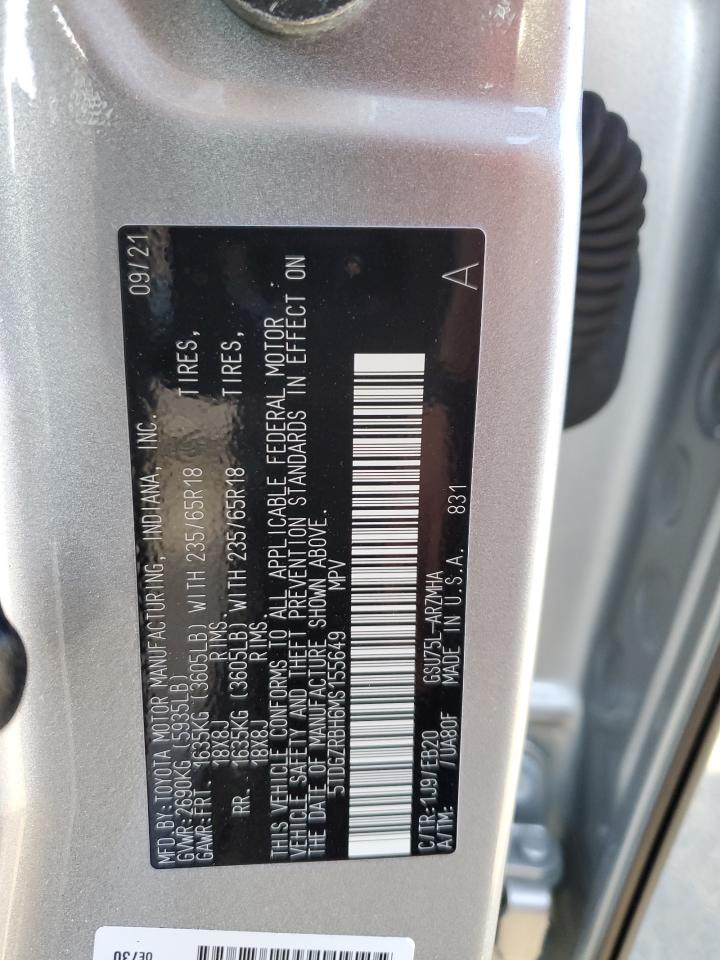 MFD.BY:TOYOTA MOTOR MANUFACTURING, INDIANA, INC. 09/21
GVWR:2690KG (5935LB)
GAWR:FRT. 1635KG (3605LB) WITH 235/65R18 TIRES,
18X8J RIMS.
RR. 1635KG (3605LB) WITH 235/65R18 TIRES,
18X8J RIMS.
THIS VEHICLE CONFORMS TO ALL APPLICABLE FEDERAL MOTOR
VEHICLE SAFETY AND THEFT PREVENTION STANDARDS IN EFFECT ON
THE DATE OF MANUFACTURE SHOWN ABOVE.
5TDGZRBH6MS155649 MPV
C/TR:1J9/EB20 GSU75L-ARZMHA A
A/TM: /UA80F MADE IN U.S.A. 831
0E730